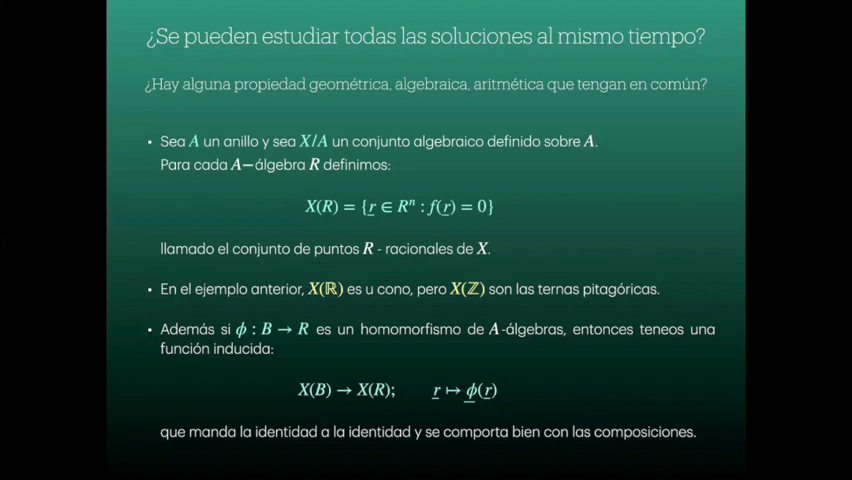 ¿Se pueden estudiar todas las soluciones al mismo tiempo?
¿Hay alguna propiedad geométrica, algebraica, aritmética que tengan en común?
• Sea A un anillo y sea X/A un conjunto algebraico definido sobre A.
Para cada A–álgebra R definimos:
X(R) = {r ∈ Rⁿ : f(r) = 0}
llamado el conjunto de puntos R - racionales de X.
• En el ejemplo anterior, X(ℝ) es u cono, pero X(ℤ) son las ternas pitagóricas.
• Además si ϕ : B → R es un homomorfismo de A-álgebras, entonces teneos una
función inducida:
X(B) → X(R); r ↦ ϕ(r)
que manda la identidad a la identidad y se comporta bien con las composiciones.